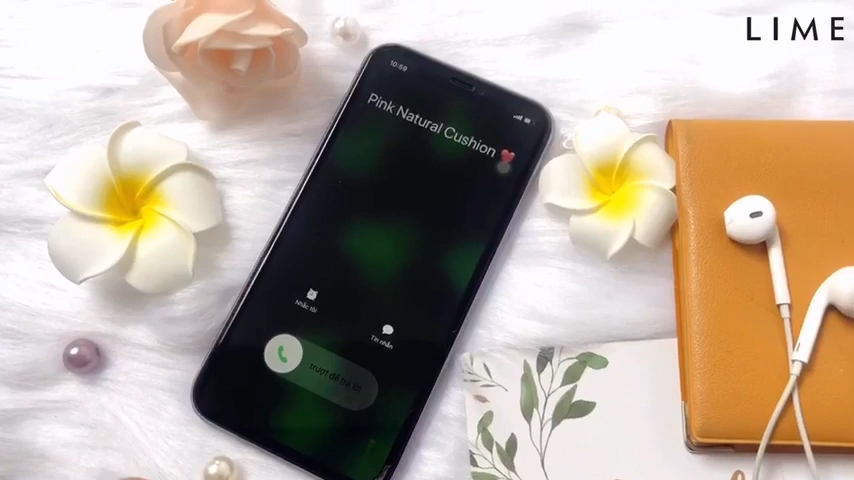 LIME
10:59
Pink Natural Cushion ❤️
Nhắc tôi
Tin nhắn
trượt để trả lời